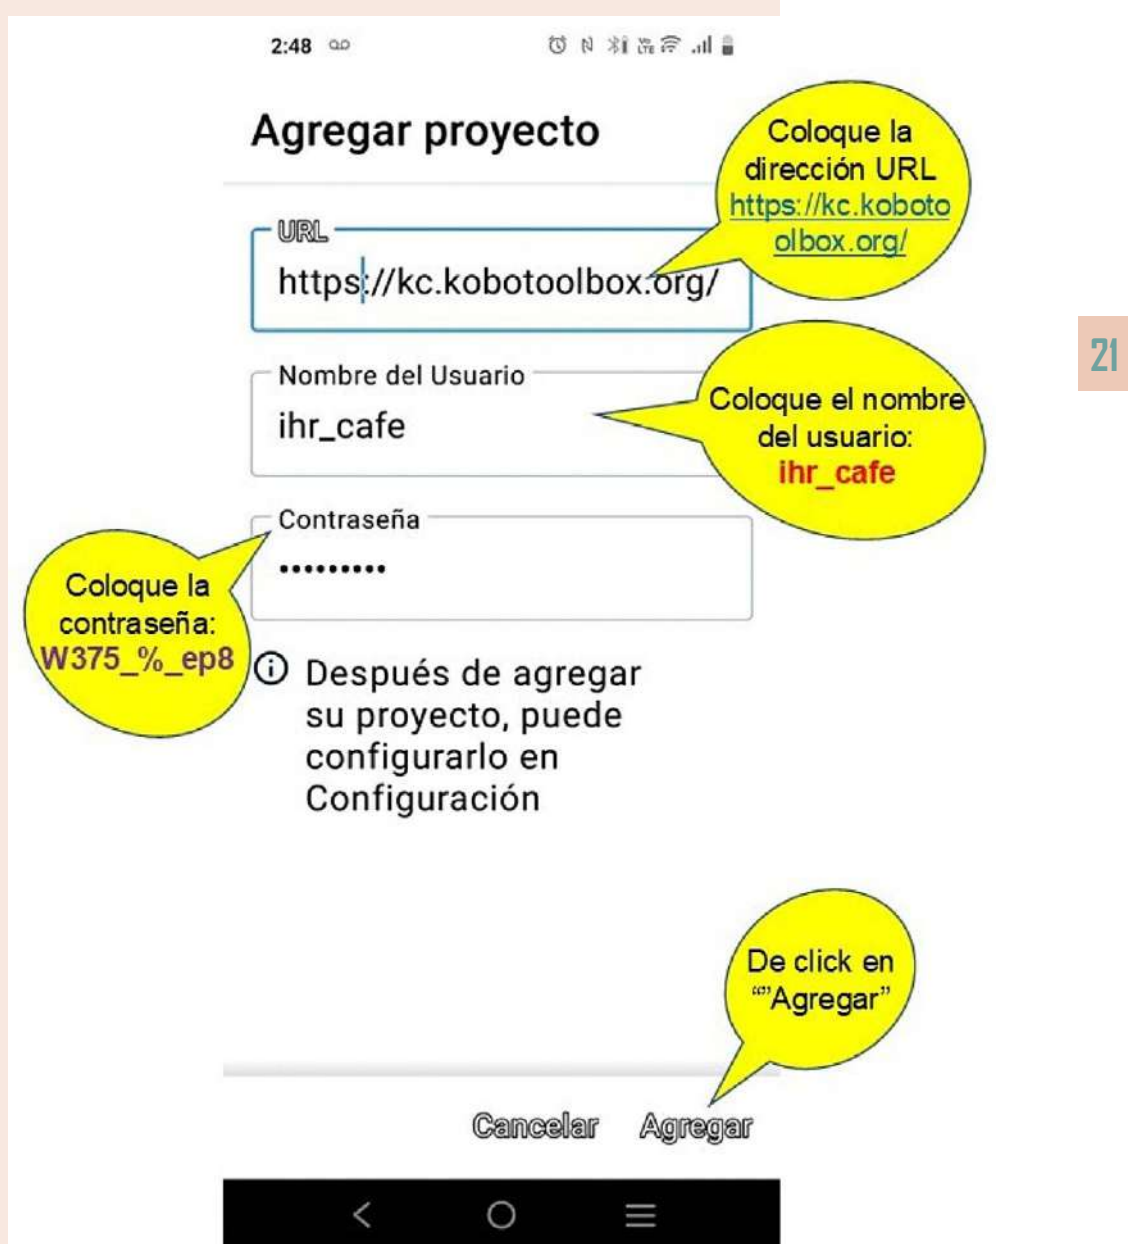 2:48
Agregar proyecto
Coloque la
dirección URL
https://kc.koboto
olbox.org/
URL
https://kc.kobotoolbox.org/
21
Nombre del Usuario
ihr_cafe
Coloque el nombre
del usuario:
ihr_cafe
Contraseña
•••••••••
Coloque la
contraseña:
W375_%_ep8
Después de agregar
su proyecto, puede
configurarlo en
Configuración
De click en
“”Agregar”
Cancelar Agregar